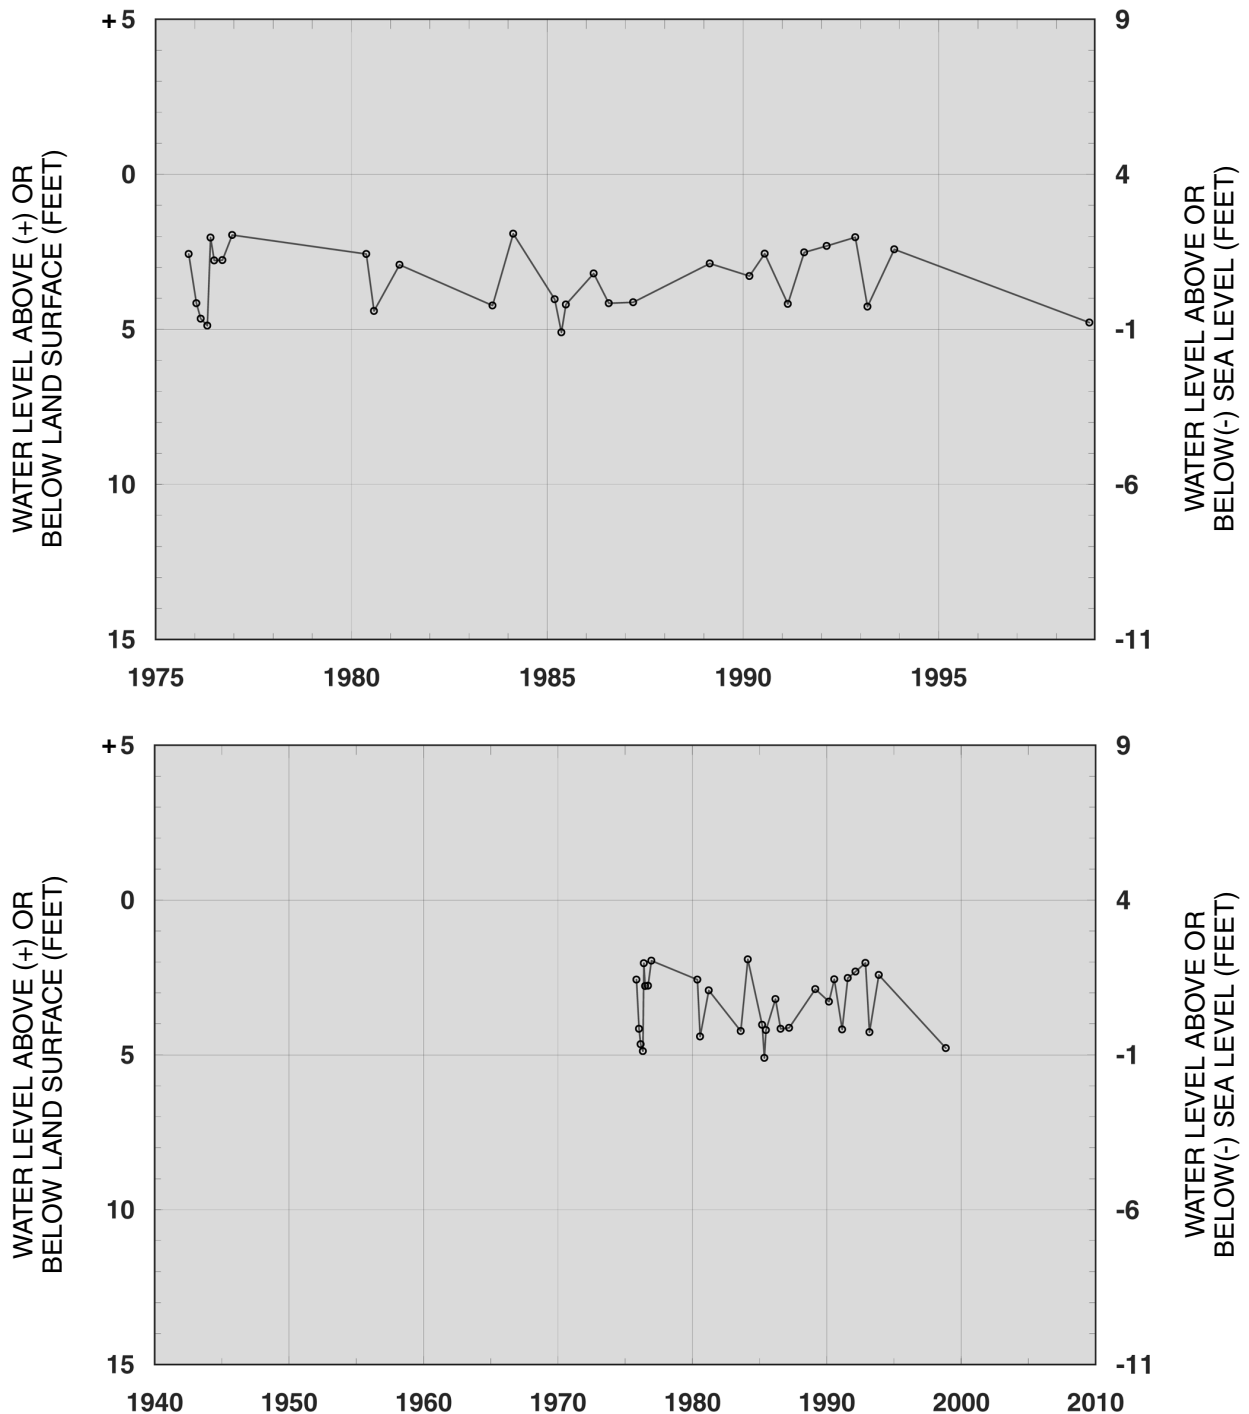 WATER LEVEL ABOVE (+) OR
BELOW LAND SURFACE (FEET)
+5
0
5
10
15
9
4
-1
-6
-11
WATER LEVEL ABOVE OR
BELOW(-) SEA LEVEL (FEET)
1975 1980 1985 1990 1995
WATER LEVEL ABOVE (+) OR
BELOW LAND SURFACE (FEET)
+5
0
5
10
15
9
4
-1
-6
-11
WATER LEVEL ABOVE OR
BELOW(-) SEA LEVEL (FEET)
1940 1950 1960 1970 1980 1990 2000 2010